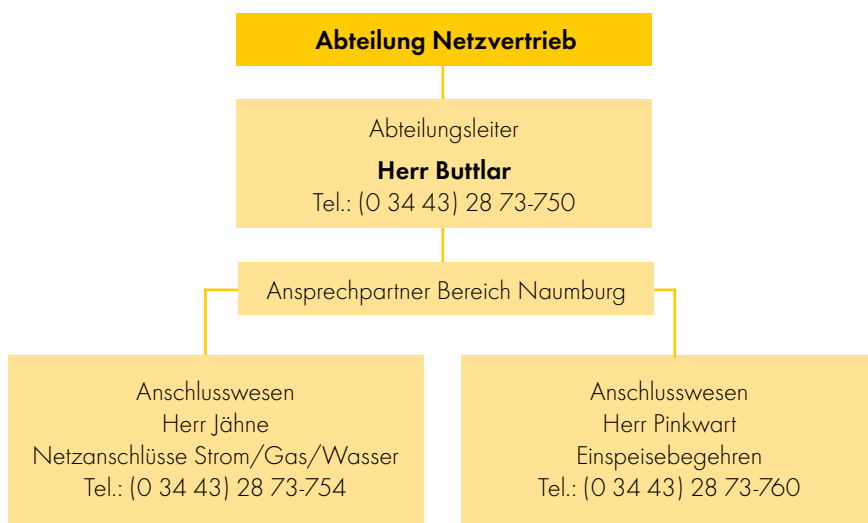 Abteilung Netzvertrieb
Abteilungsleiter
Herr Buttlar
Tel.: (0 34 43) 28 73-750
Ansprechpartner Bereich Naumburg
Anschlusswesen
Herr Jähne
Netzanschlüsse Strom/Gas/Wasser
Tel.: (0 34 43) 28 73-754
Anschlusswesen
Herr Pinkwart
Einspeisebegehren
Tel.: (0 34 43) 28 73-760